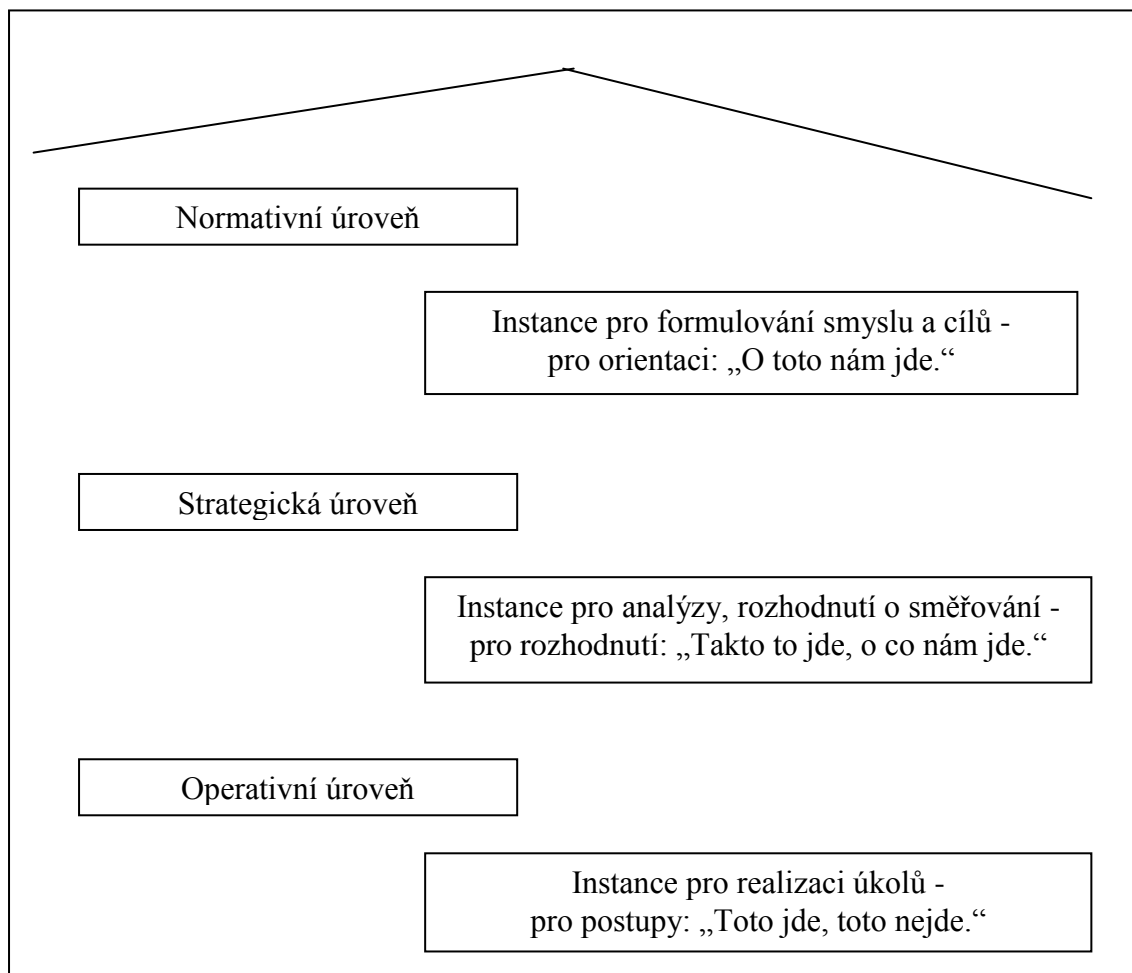 Normativní úroveň
Instance pro formulování smyslu a cílů -
pro orientaci: „O toto nám jde.“
Strategická úroveň
Instance pro analýzy, rozhodnutí o směřování -
pro rozhodnutí: „Takto to jde, o co nám jde.“
Operativní úroveň
Instance pro realizaci úkolů -
pro postupy: „Toto jde, toto nejde.“